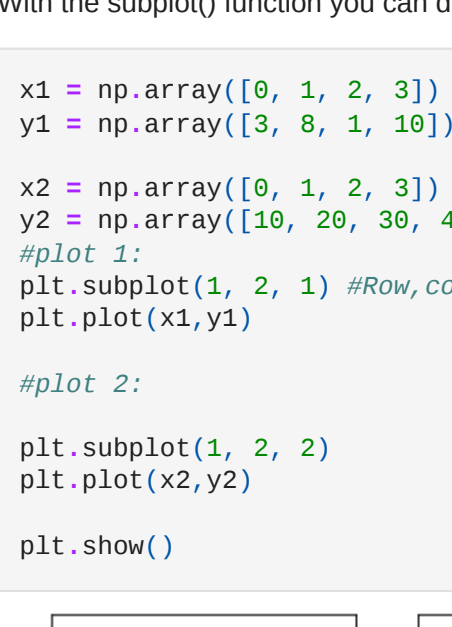 With the subplot() function you can d
x1 = np.array([0, 1, 2, 3])
y1 = np.array([3, 8, 1, 10])
x2 = np.array([0, 1, 2, 3])
y2 = np.array([10, 20, 30, 4
#plot 1:
plt.subplot(1, 2, 1) #Row,co
plt.plot(x1,y1)
#plot 2:
plt.subplot(1, 2, 2)
plt.plot(x2,y2)
plt.show()